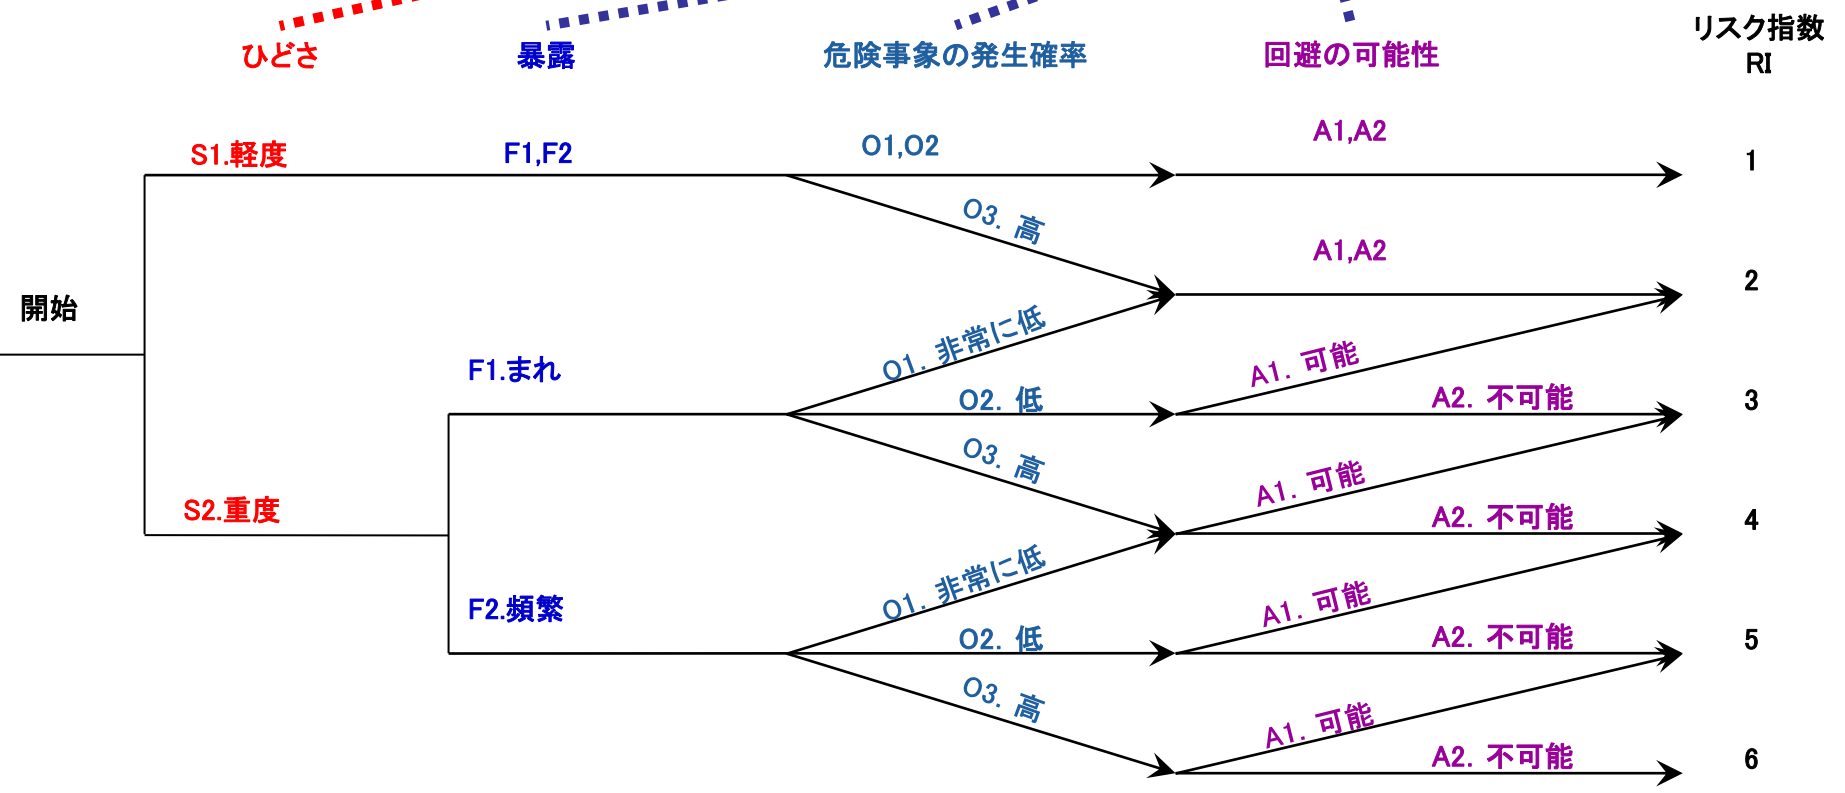 ひどさ
暴露
危険事象の発生確率
回避の可能性
リスク指数
RI
S1.軽度
F1,F2
O1,O2
A1,A2
1
O3. 高
A1,A2
2
開始
O1. 非常に低
F1.まれ
A1. 可能
O2. 低
A2. 不可能
3
O3. 高
A1. 可能
S2.重度
A2. 不可能
4
O1. 非常に低
F2.頻繁
A1. 可能
O2. 低
A2. 不可能
5
O3. 高
A1. 可能
A2. 不可能
6